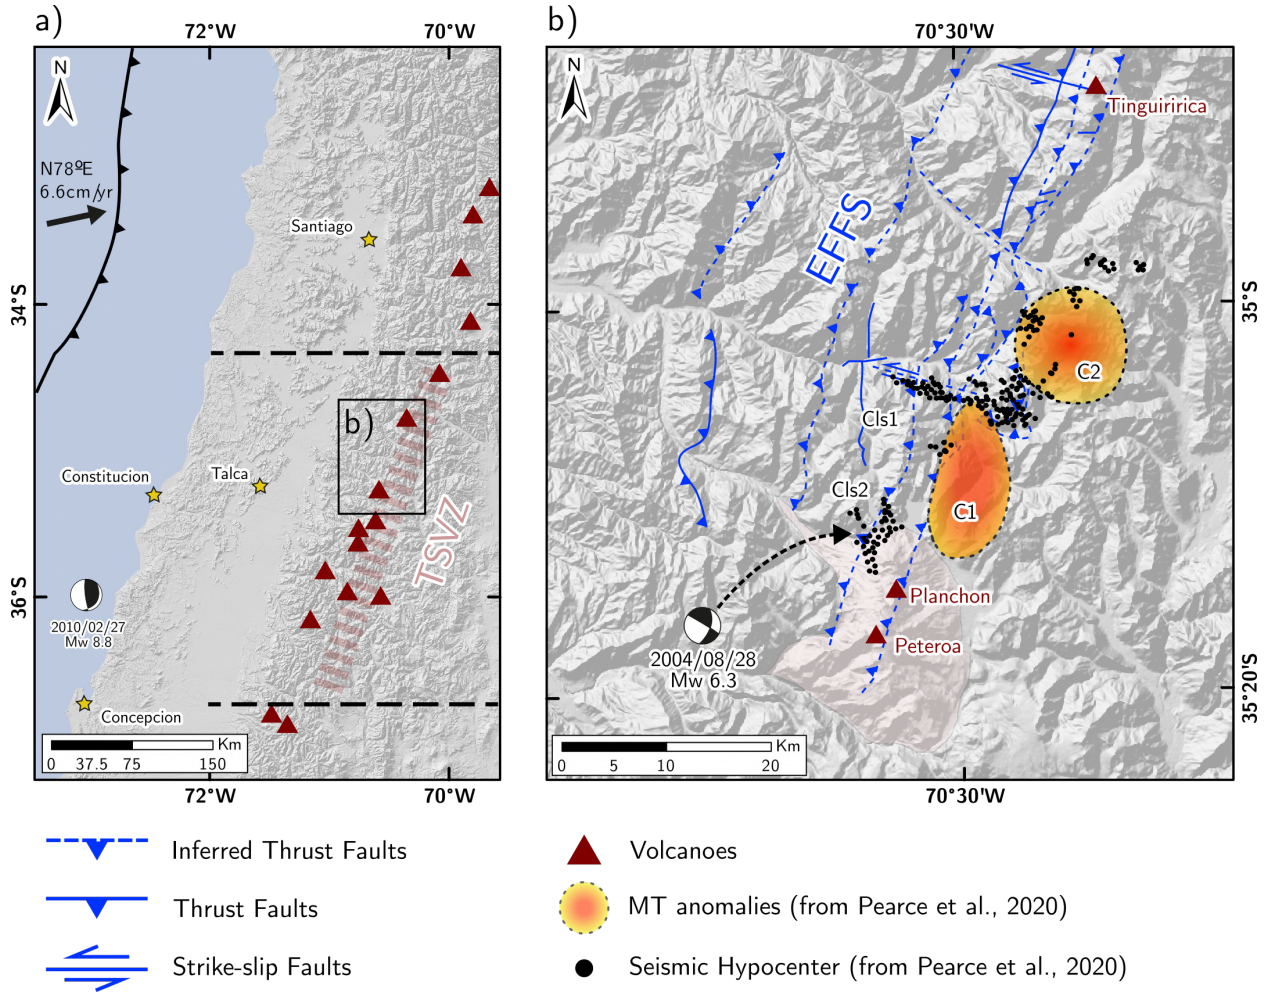 a)
72°W
70°W
N
N78ºE
6.6cm/yr
Santiago
34°S
b)
Constitucion
Talca
TSVZ
36°S
2010/02/27
Mw 8.8
Concepcion
Km
0 37.5 75 150
72°W
70°W
b)
70°30'W
N
Tinguiririca
EFFS
35°S
C2
Cls1
Cls2
C1
Planchon
Peteroa
2004/08/28
Mw 6.3
35°20'S
Km
0 5 10 20
70°30'W
Inferred Thrust Faults
Thrust Faults
Strike-slip Faults
Volcanoes
MT anomalies (from Pearce et al., 2020)
Seismic Hypocenter (from Pearce et al., 2020)